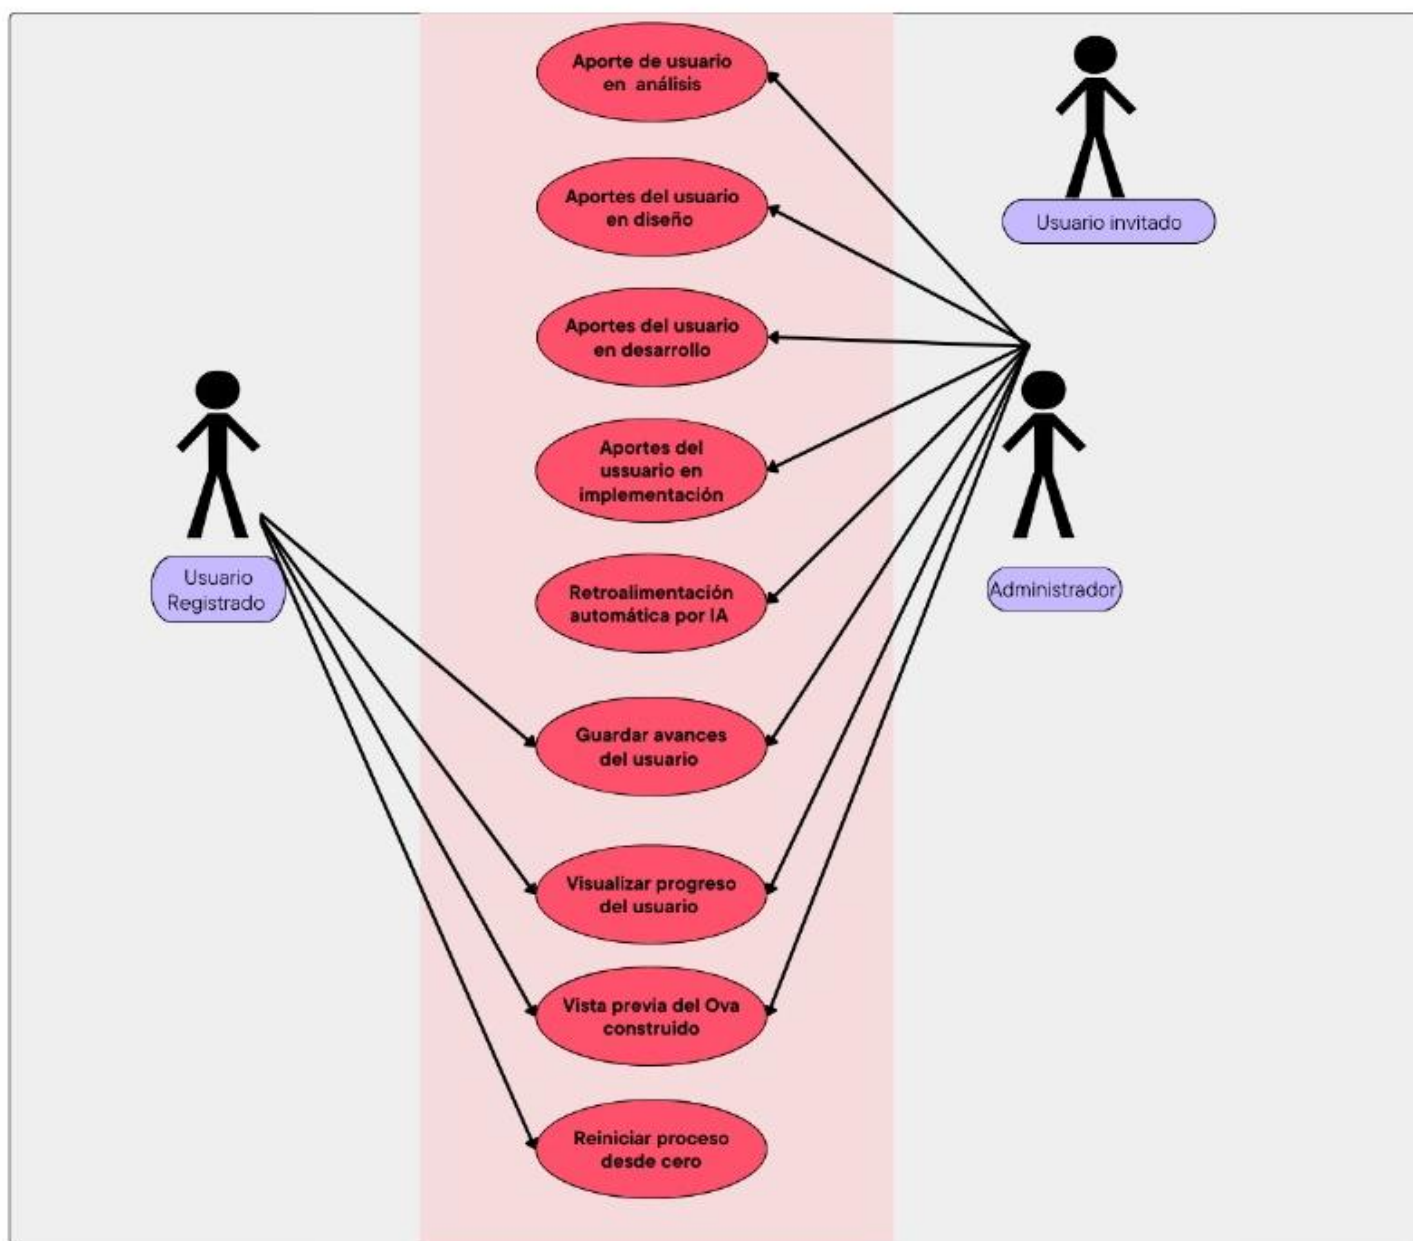 Aporte de usuario
en análisis
Usuario invitado
Aportes del usuario
en diseño
Aportes del usuario
en desarrollo
Aportes del
ussuario en
implementación
Usuario
Registrado
Retroalimentación
automática por IA
Administrador
Guardar avances
del usuario
Visualizar progreso
del usuario
Vista previa del Ova
construido
Reiniciar proceso
desde cero